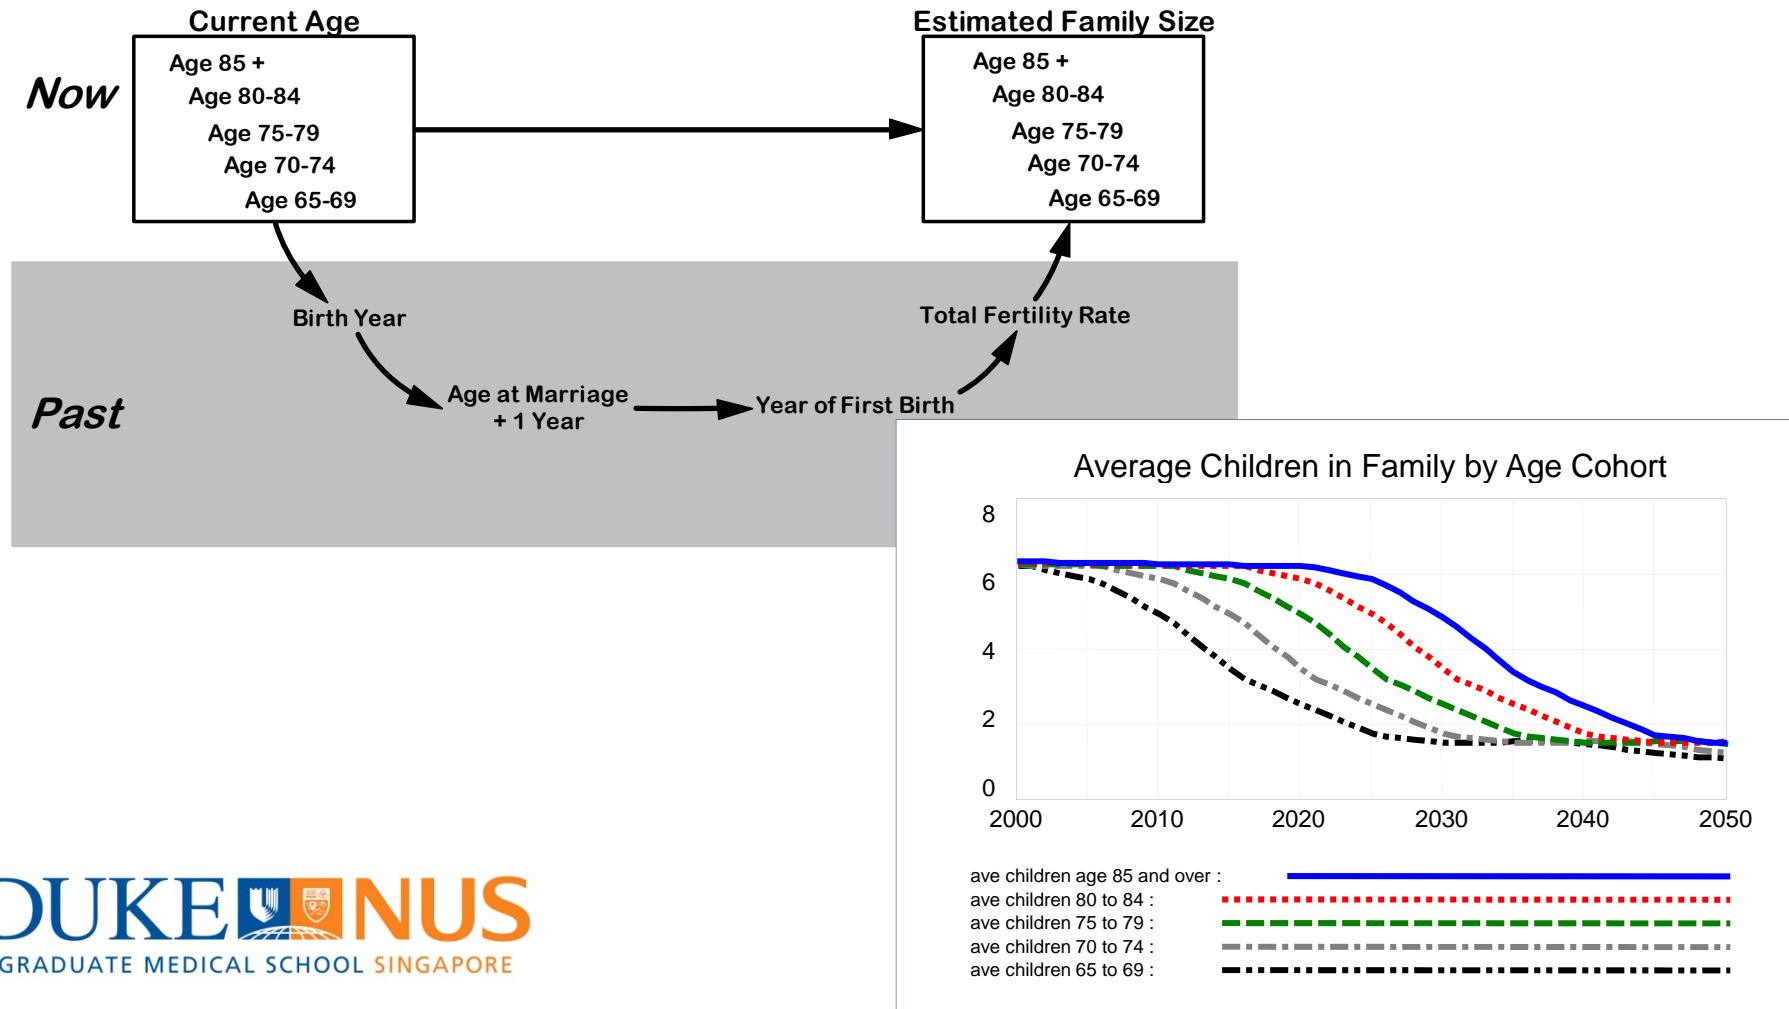 Current Age
Estimated Family Size
Now
Age 85 +
Age 80-84
Age 75-79
Age 70-74
Age 65-69
Age 85 +
Age 80-84
Age 75-79
Age 70-74
Age 65-69
Past
Birth Year
Age at Marriage
+ 1 Year
Year of First Birth
Total Fertility Rate
Average Children in Family by Age Cohort
8
6
4
2
0
2000 2010 2020 2030 2040 2050
ave children age 85 and over :
ave children 80 to 84 :
ave children 75 to 79 :
ave children 70 to 74 :
ave children 65 to 69 :
DUKE NUS
GRADUATE MEDICAL SCHOOL SINGAPORE